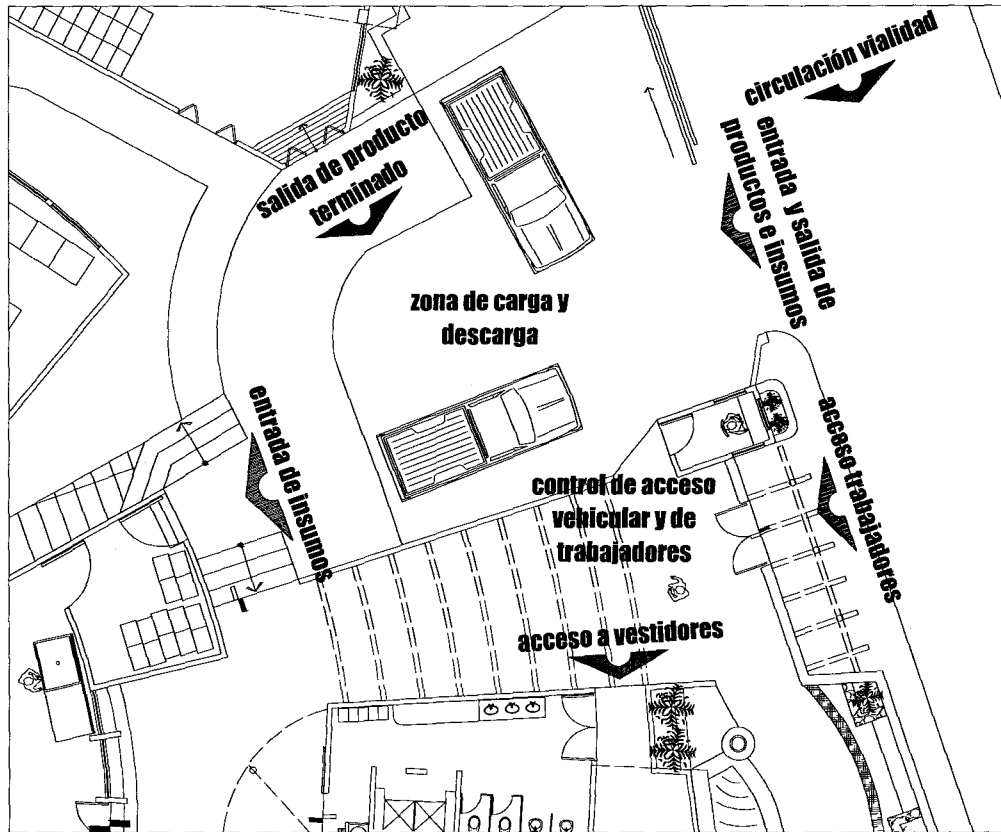 circulación vialidad
entrada y salida de
productos e insumos
salida de producto
terminado
zona de carga y
descarga
entrada de insumos
acceso trabajadores
control de acceso
vehicular y de
trabajadores
acceso a vestidores